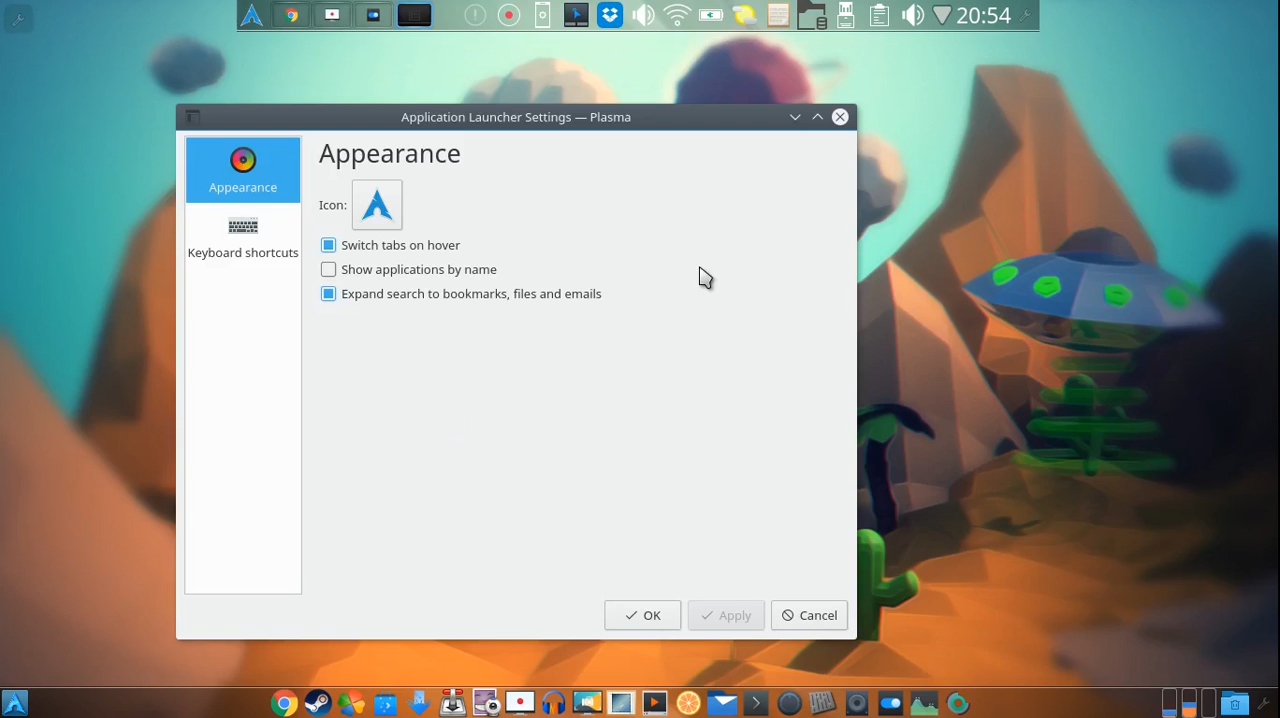 20:54
Application Launcher Settings — Plasma
Appearance
Appearance
Icon:
Switch tabs on hover
Show applications by name
Expand search to bookmarks, files and emails
Keyboard shortcuts
OK
Apply
Cancel